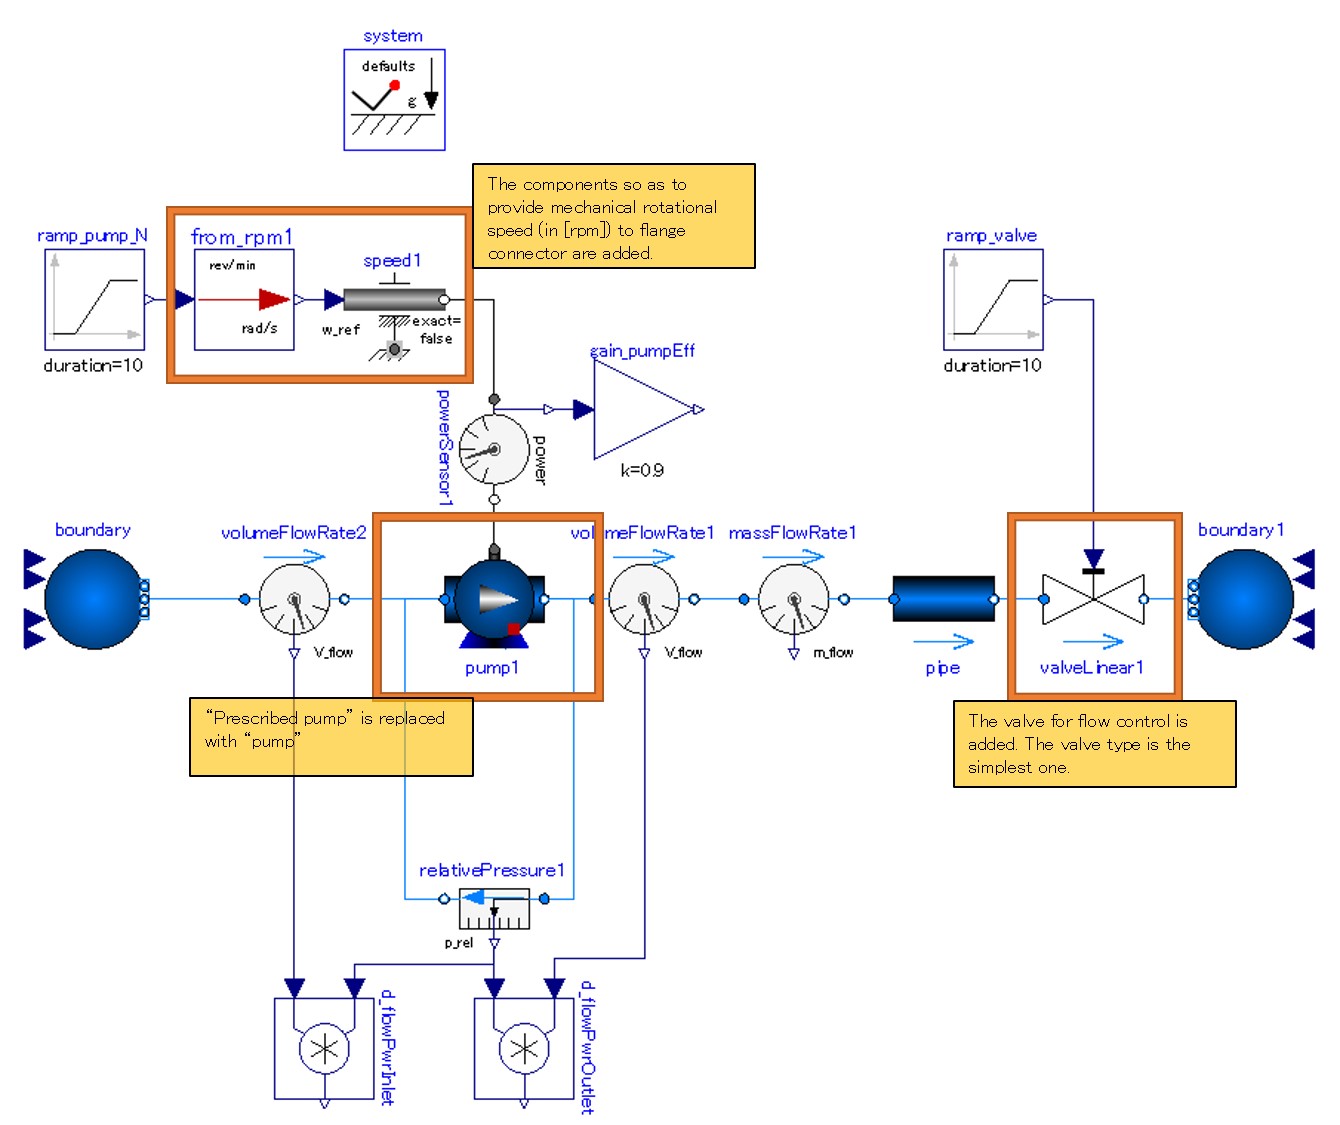 system
defaults
g
The components so as to
provide mechanical rotational
speed (in [rpm]) to flange
connector are added.
ramp_pump_N
duration=10
from_rpm1
rev/min
rad/s
speed1
w_ref
exact=
false
ramp_valve
duration=10
gain_pumpEff
k=0.9
powerSensor1
power
boundary
volumeFlowRate2
V_flow
pump1
volumeFlowRate1
V_flow
massFlowRate1
m_flow
pipe
valveLinear1
boundary1
“Prescribed pump” is replaced
with “pump”
The valve for flow control is
added. The valve type is the
simplest one.
relativePressure1
p_rel
d_flowPwrInlet
d_flowPwrOutlet